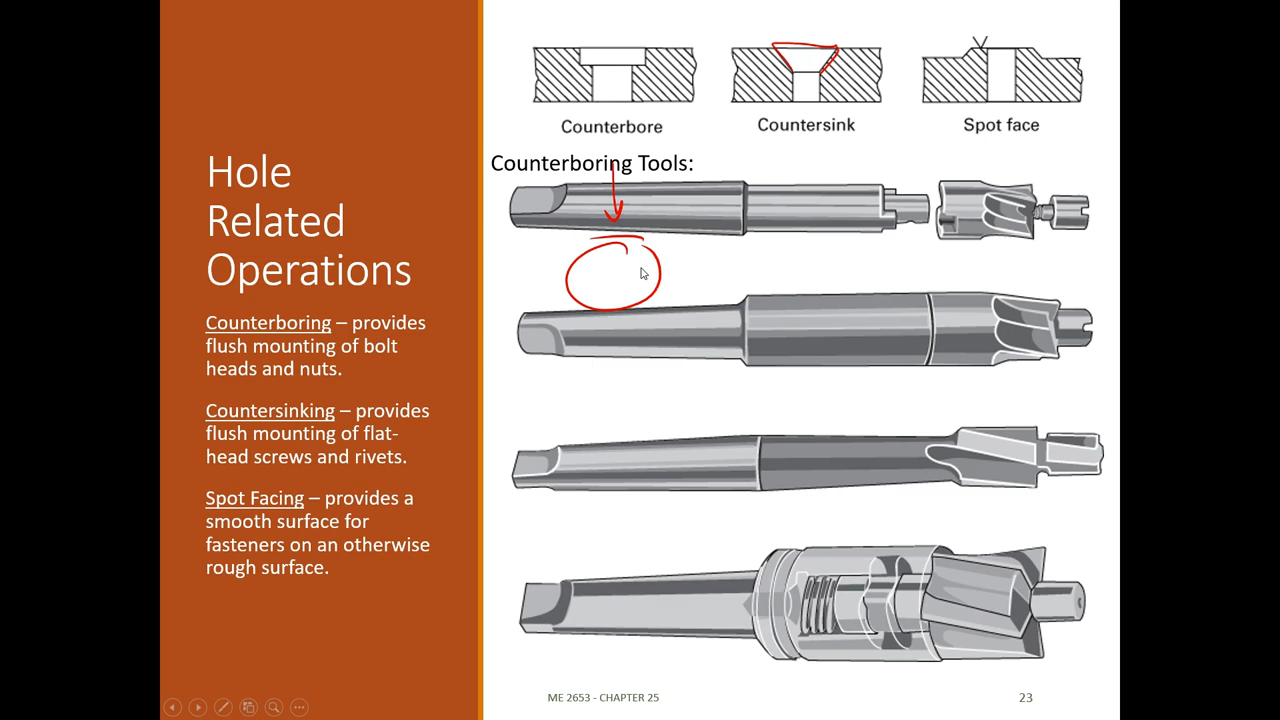 Hole
Related
Operations
Counterboring – provides
flush mounting of bolt
heads and nuts.
Countersinking – provides
flush mounting of flat-
head screws and rivets.
Spot Facing – provides a
smooth surface for
fasteners on an otherwise
rough surface.
Counterbore
Countersink
Spot face
Counterboring Tools:
ME 2653 - CHAPTER 25
23